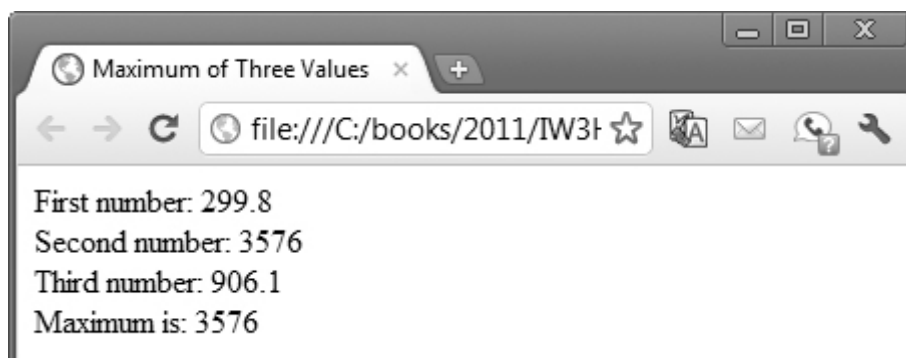 Maximum of Three Values
file:///C:/books/2011/IW3H
First number: 299.8
Second number: 3576
Third number: 906.1
Maximum is: 3576